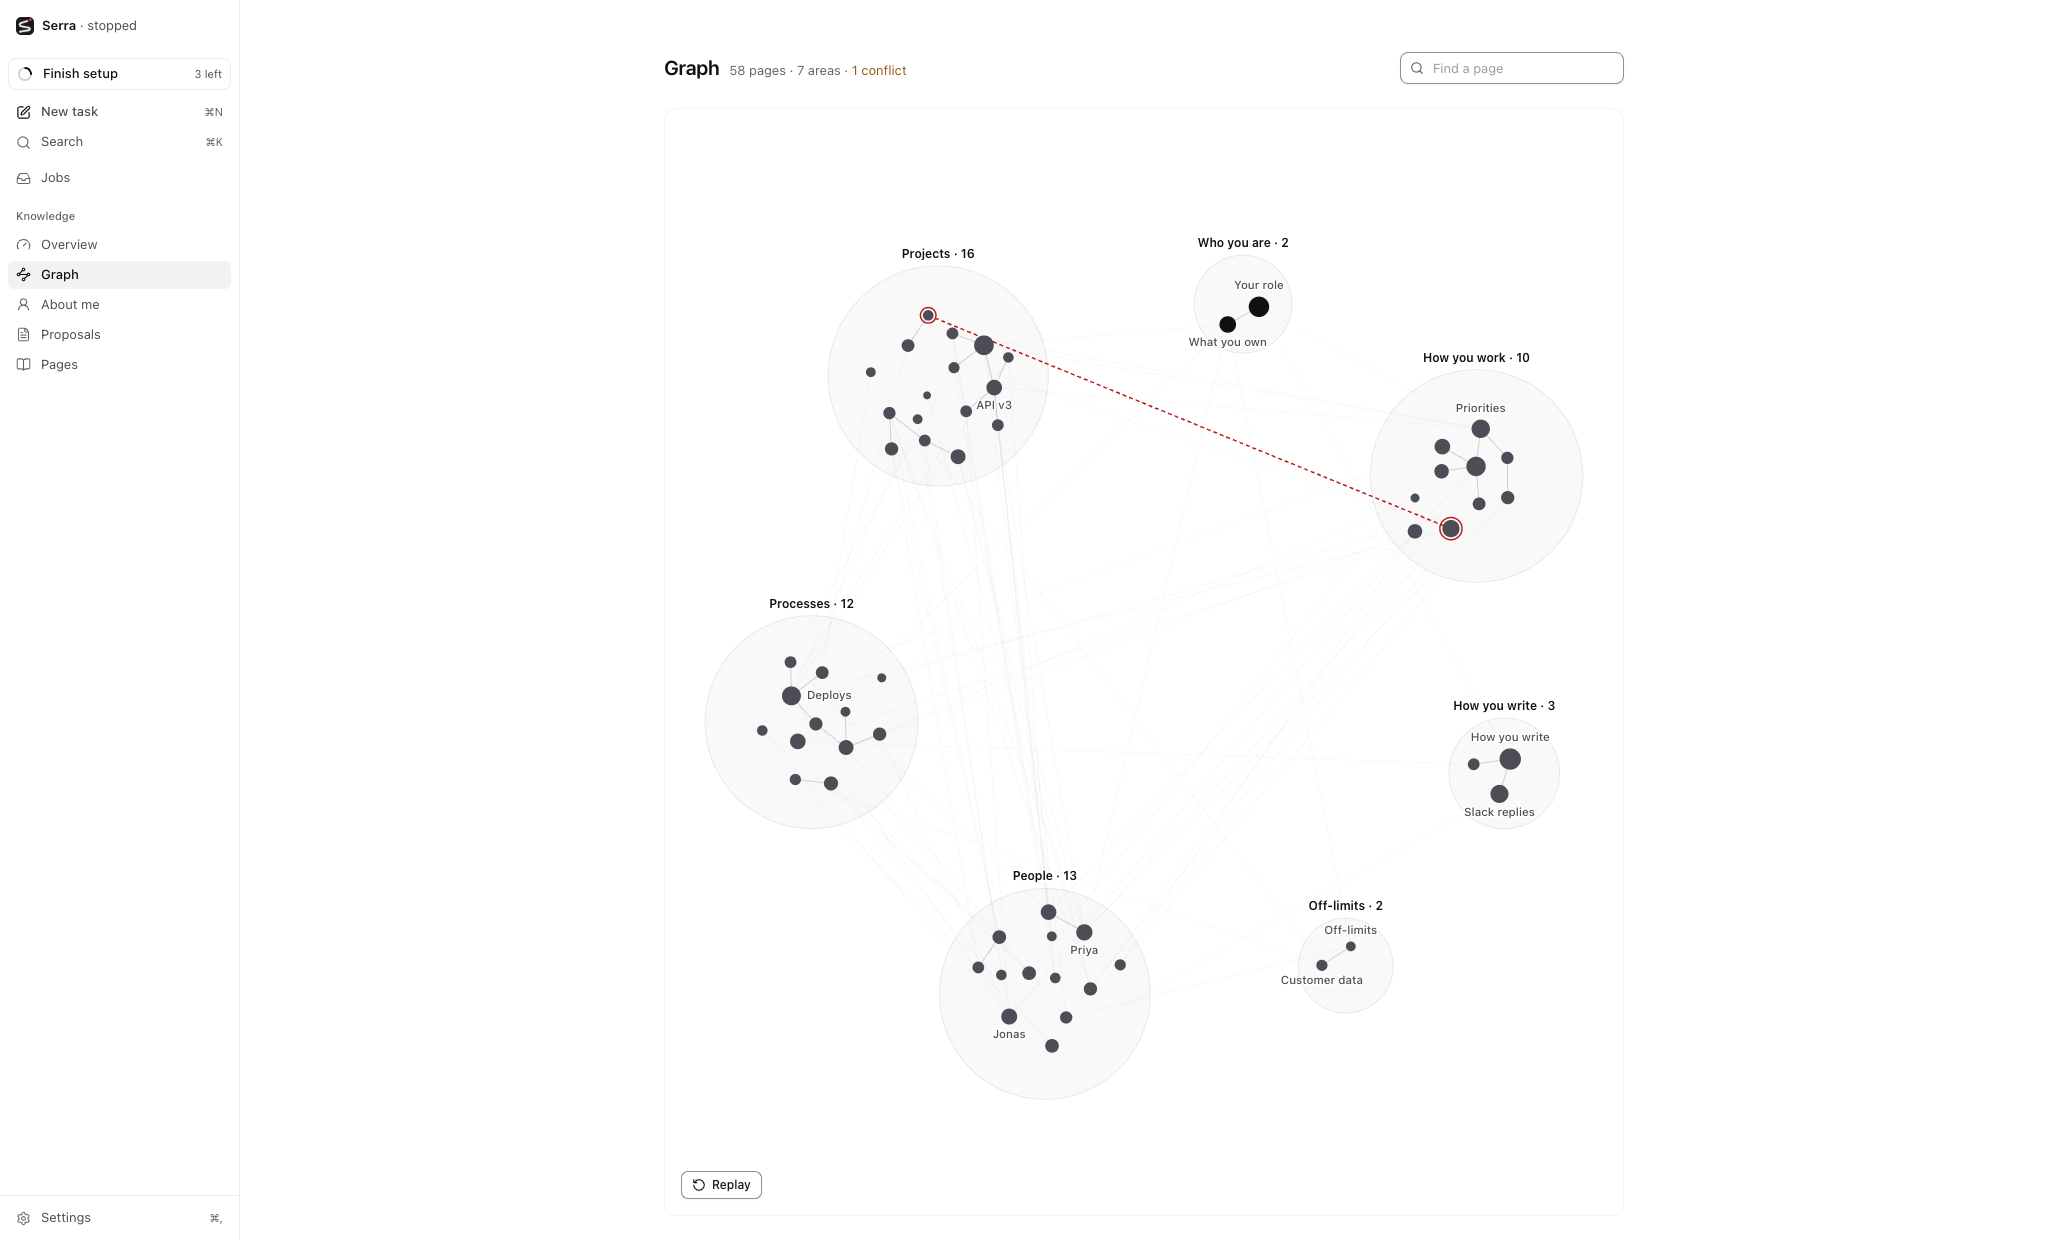 Serra · stopped
Finish setup 3 left
New task ⌘N
Search ⌘K
Jobs
Knowledge
Overview
Graph
About me
Proposals
Pages
Settings ⌘,
Graph 58 pages · 7 areas · 1 conflict
Find a page
Who you are · 2
Projects · 16
Your role
What you own
How you work · 10
API v3
Priorities
Processes · 12
Deploys
How you write · 3
How you write
Slack replies
People · 13
Priya
Jonas
Off-limits · 2
Off-limits
Customer data
Replay